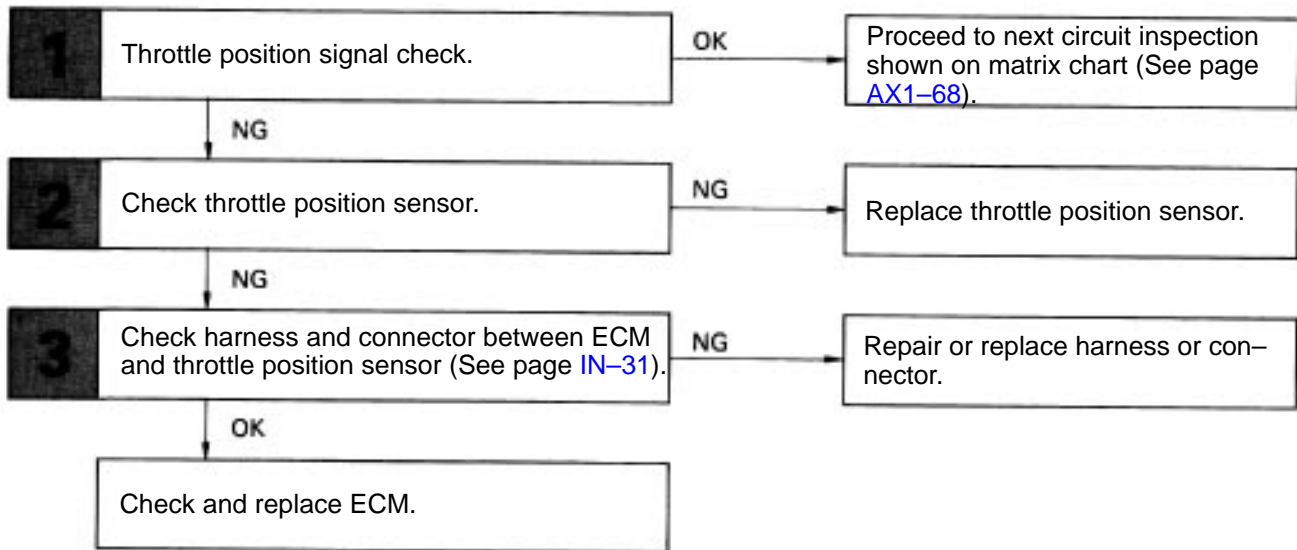 1
Throttle position signal check.
OK
Proceed to next circuit inspection
shown on matrix chart (See page
AX1–68).
NG
2
Check throttle position sensor.
NG
Replace throttle position sensor.
NG
3
Check harness and connector between ECM
and throttle position sensor (See page IN–31).
NG
Repair or replace harness or con–
nector.
OK
Check and replace ECM.